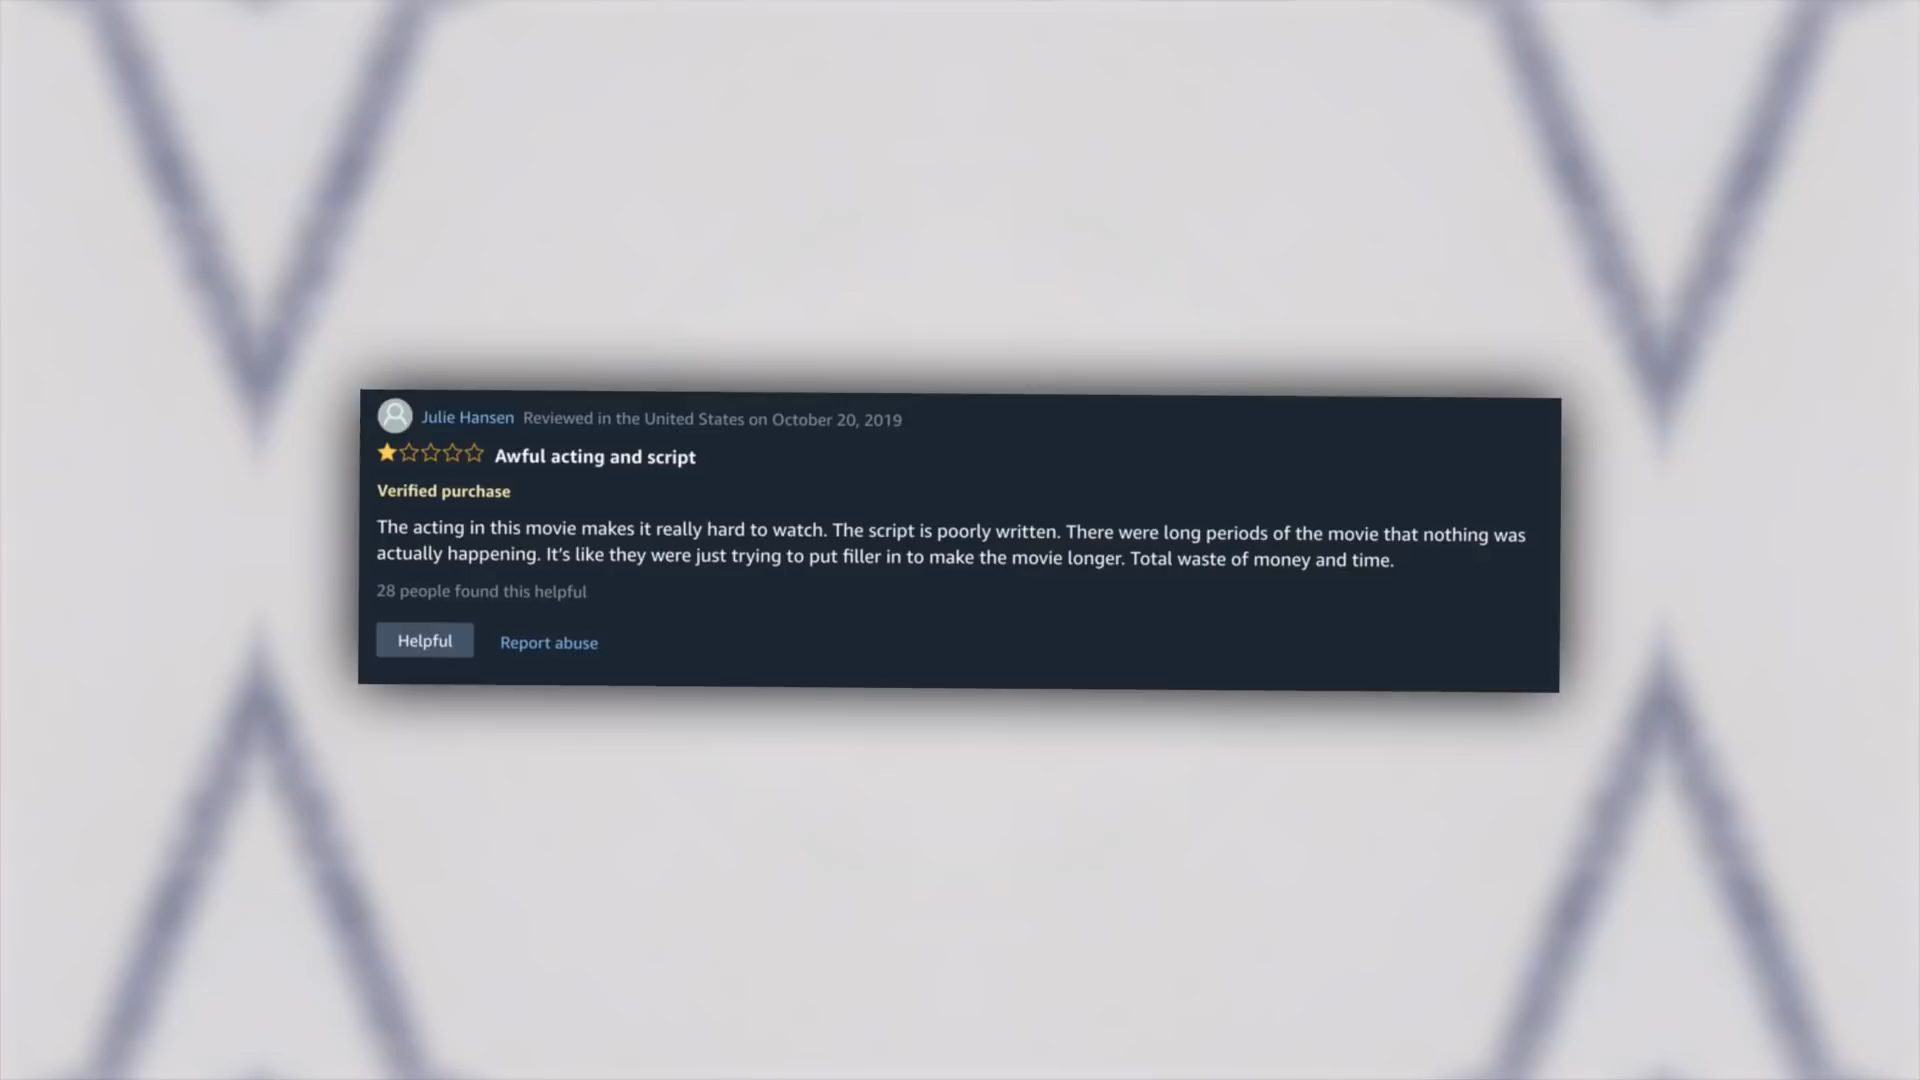 Julie Hansen Reviewed in the United States on October 20, 2019
Awful acting and script
Verified purchase
The acting in this movie makes it really hard to watch. The script is poorly written. There were long periods of the movie that nothing was
actually happening. It's like they were just trying to put filler in to make the movie longer. Total waste of money and time.
28 people found this helpful
Helpful Report abuse